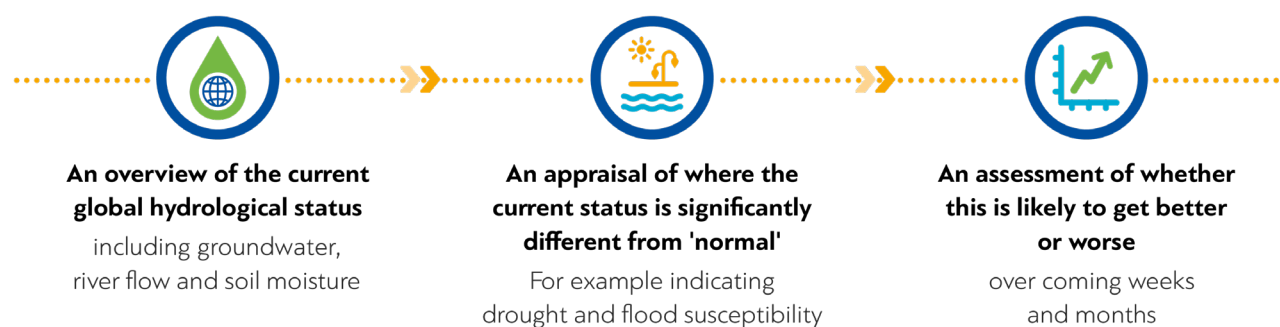 An overview of the current
global hydrological status
including groundwater,
river flow and soil moisture
An appraisal of where the
current status is significantly
different from 'normal'
For example indicating
drought and flood susceptibility
An assessment of whether
this is likely to get better
or worse
over coming weeks
and months